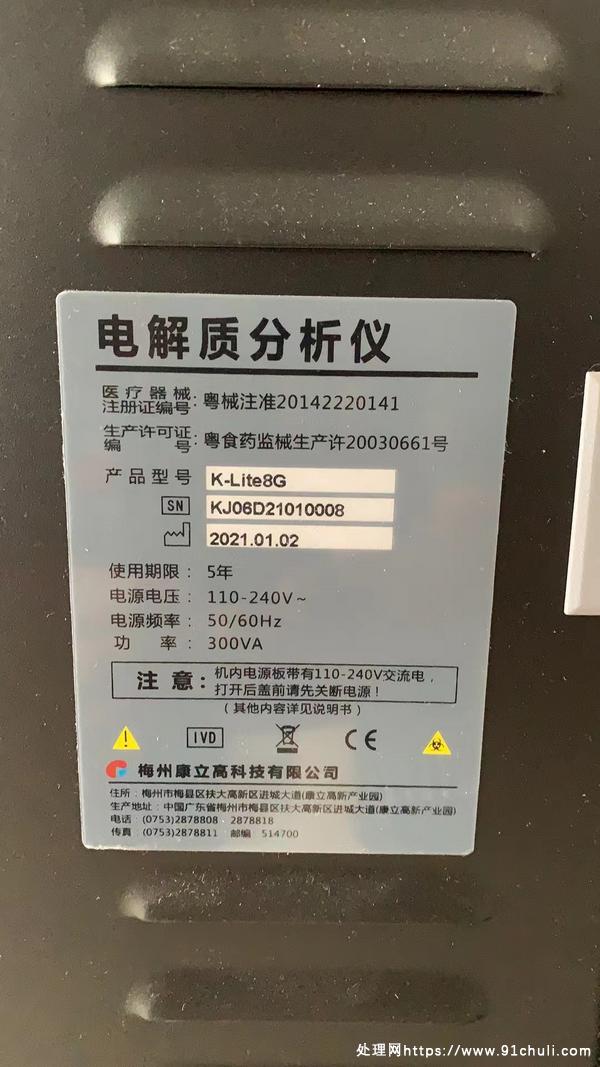 电解质分析仪
医疗器械
注册证编号：粤械注准20142220141
生产许可证
编号：粤食药监械生产许20030661号
产品型号 K-Lite8G
SN KJ06D21010008
2021.01.02
使用期限：5年
电源电压：110-240V～
电源频率：50/60Hz
功率：300VA
注意：机内电源板带有110-240V交流电，
打开后盖前请先关断电源！
（其他内容详见说明书）
IVD CE
梅州康立高科技有限公司
住所：梅州市梅县区扶大高新区进城大道(康立高新产业园)
生产地址：中国广东省梅州市梅县区扶大高新区进城大道(康立高新产业园)
电话：(0753)2878808 2878818
传真：(0753)2878811 邮编：514700
处理网https://www.91chuli.com